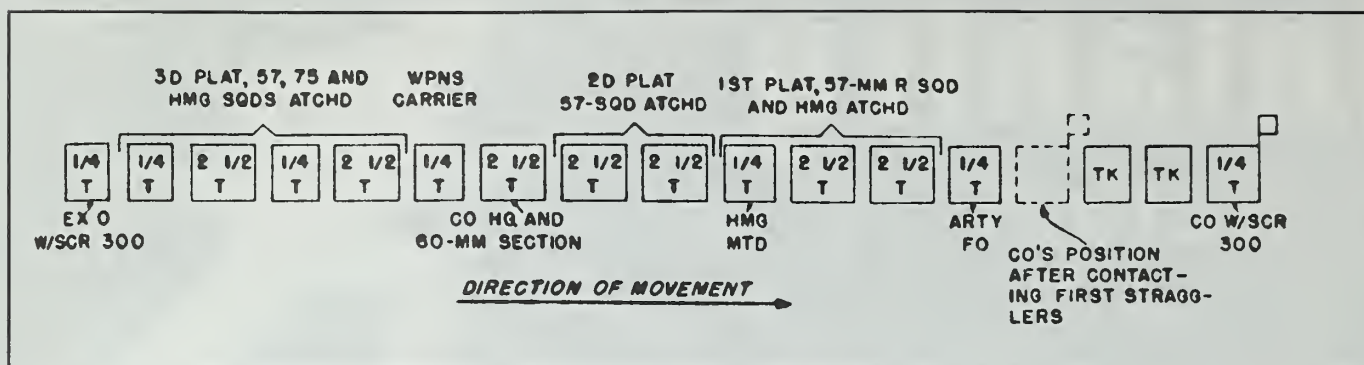 3D PLAT, 57, 75 AND
HMG SQDS ATCHD
WPNS
CARRIER
2D PLAT
57-SQD ATCHD
1ST PLAT, 57-MM R SQD
AND HMG ATCHD
1/4
T
1/4
T
2 1/2
T
1/4
T
2 1/2
T
1/4
T
2 1/2
T
2 1/2
T
2 1/2
T
1/4
T
2 1/2
T
2 1/2
T
1/4
T
TK
TK
1/4
T
EX O
W/SCR 300
CO HQ AND
60-MM SECTION
HMG
MTD
ARTY
FO
CO'S POSITION
AFTER CONTACT-
ING FIRST STRAGG-
LERS
CO W/SCR
300
DIRECTION OF MOVEMENT